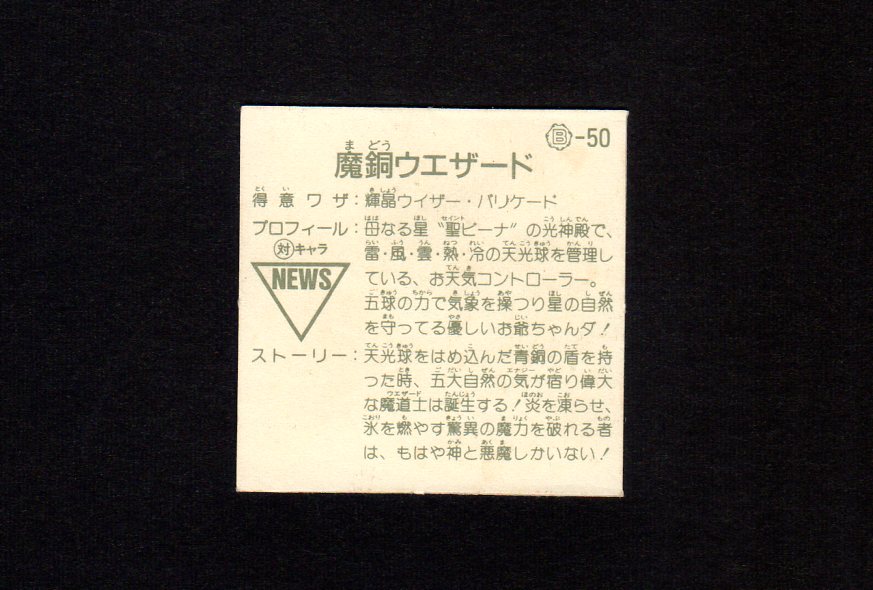 Ⓑ-50
魔銅ウエザード
得意ワザ：輝晶ウイザー・バリケード
プロフィール：母なる星〝聖ビーナ〟の光神殿で、
雷・風・雲・熱・冷の天光球を管理し
ている、お天気コントローラー。
五球の力で気象を操つり星の自然
を守ってる優しいお爺ちゃんダ！
㊥キャラ
NEWS
ストーリー：天光球をはめ込んだ青銅の盾を持
った時、五大自然の気が宿り偉大
な魔道士は誕生する！炎を凍らせ、
氷を燃やす驚異の魔力を破れる者
は、もはや神と悪魔しかいない！